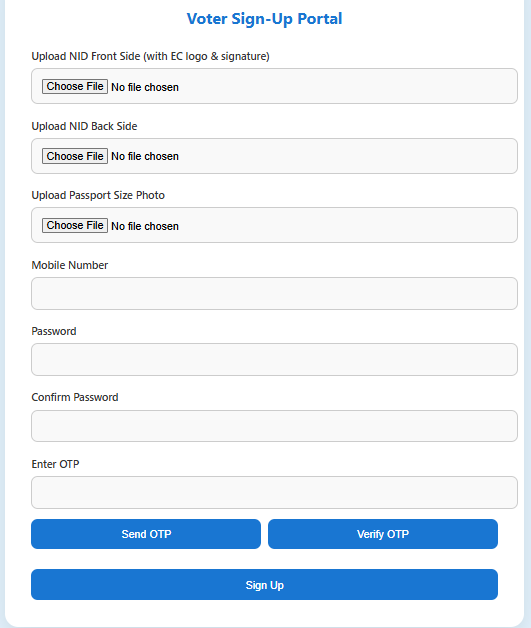 Voter Sign-Up Portal
Upload NID Front Side (with EC logo & signature)
Choose File No file chosen
Upload NID Back Side
Choose File No file chosen
Upload Passport Size Photo
Choose File No file chosen
Mobile Number
Password
Confirm Password
Enter OTP
Send OTP Verify OTP
Sign Up